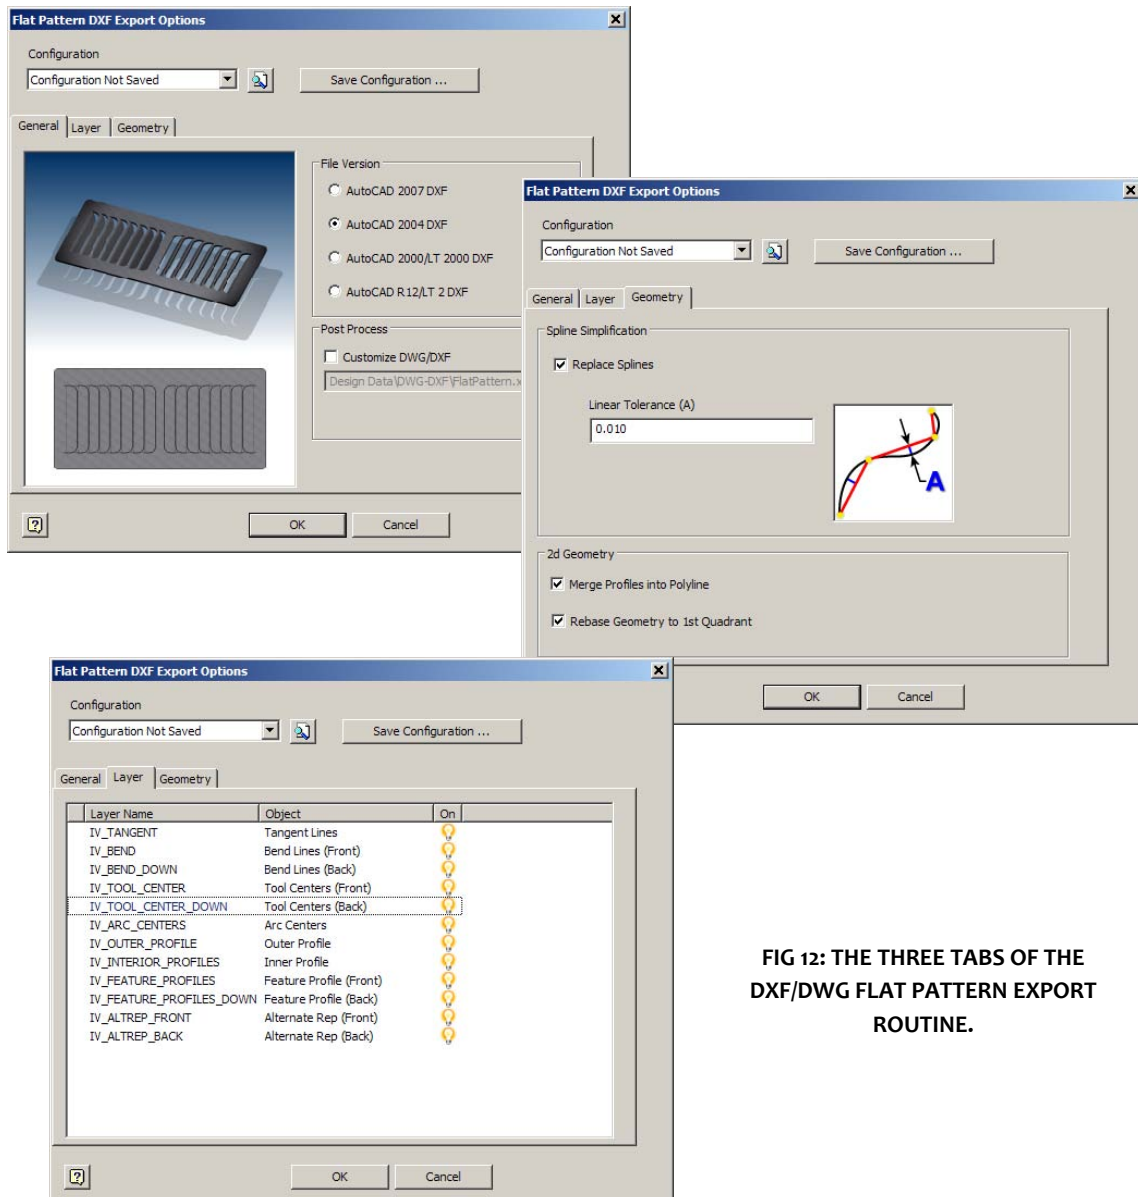 Flat Pattern DXF Export Options
Configuration
Configuration Not Saved
Save Configuration ...
General Layer Geometry
File Version
AutoCAD 2007 DXF
AutoCAD 2004 DXF
AutoCAD 2000/LT 2000 DXF
AutoCAD R12/LT 2 DXF
Post Process
Customize DWG/DXF
Design Data\DWG-DXF\FlatPattern.x
OK Cancel
Flat Pattern DXF Export Options
Configuration
Configuration Not Saved
Save Configuration ...
General Layer Geometry
Spline Simplification
Replace Splines
Linear Tolerance (A)
0.010
A
2d Geometry
Merge Profiles into Polyline
Rebase Geometry to 1st Quadrant
OK Cancel
Flat Pattern DXF Export Options
Configuration
Configuration Not Saved
Save Configuration ...
General Layer Geometry
Layer Name Object On
IV_TANGENT Tangent Lines
IV_BEND Bend Lines (Front)
IV_BEND_DOWN Bend Lines (Back)
IV_TOOL_CENTER Tool Centers (Front)
IV_TOOL_CENTER_DOWN Tool Centers (Back)
IV_ARC_CENTERS Arc Centers
IV_OUTER_PROFILE Outer Profile
IV_INTERIOR_PROFILES Inner Profile
IV_FEATURE_PROFILES Feature Profile (Front)
IV_FEATURE_PROFILES_DOWN Feature Profile (Back)
IV_ALTREP_FRONT Alternate Rep (Front)
IV_ALTREP_BACK Alternate Rep (Back)
OK Cancel
FIG 12: THE THREE TABS OF THE
DXF/DWG FLAT PATTERN EXPORT
ROUTINE.